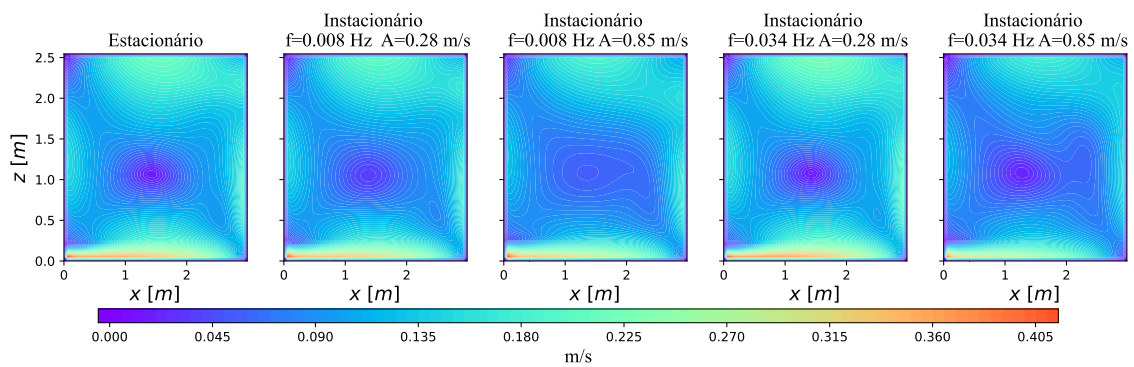 Estacionário
Instacionário
f=0.008 Hz  A=0.28 m/s
Instacionário
f=0.008 Hz A=0.85 m/s
Instacionário
f=0.034 Hz A=0.28 m/s
Instacionário
f=0.034 Hz A=0.85 m/s
2.5
2.0
1.5
1.0
0.5
0.0
z [m]
0 1 2
0 1 2
0 1 2
0 1 2
0 1 2
x [m]
x [m]
x [m]
x [m]
x [m]
0.000 0.045 0.090 0.135 0.180 0.225 0.270 0.315 0.360 0.405
m/s